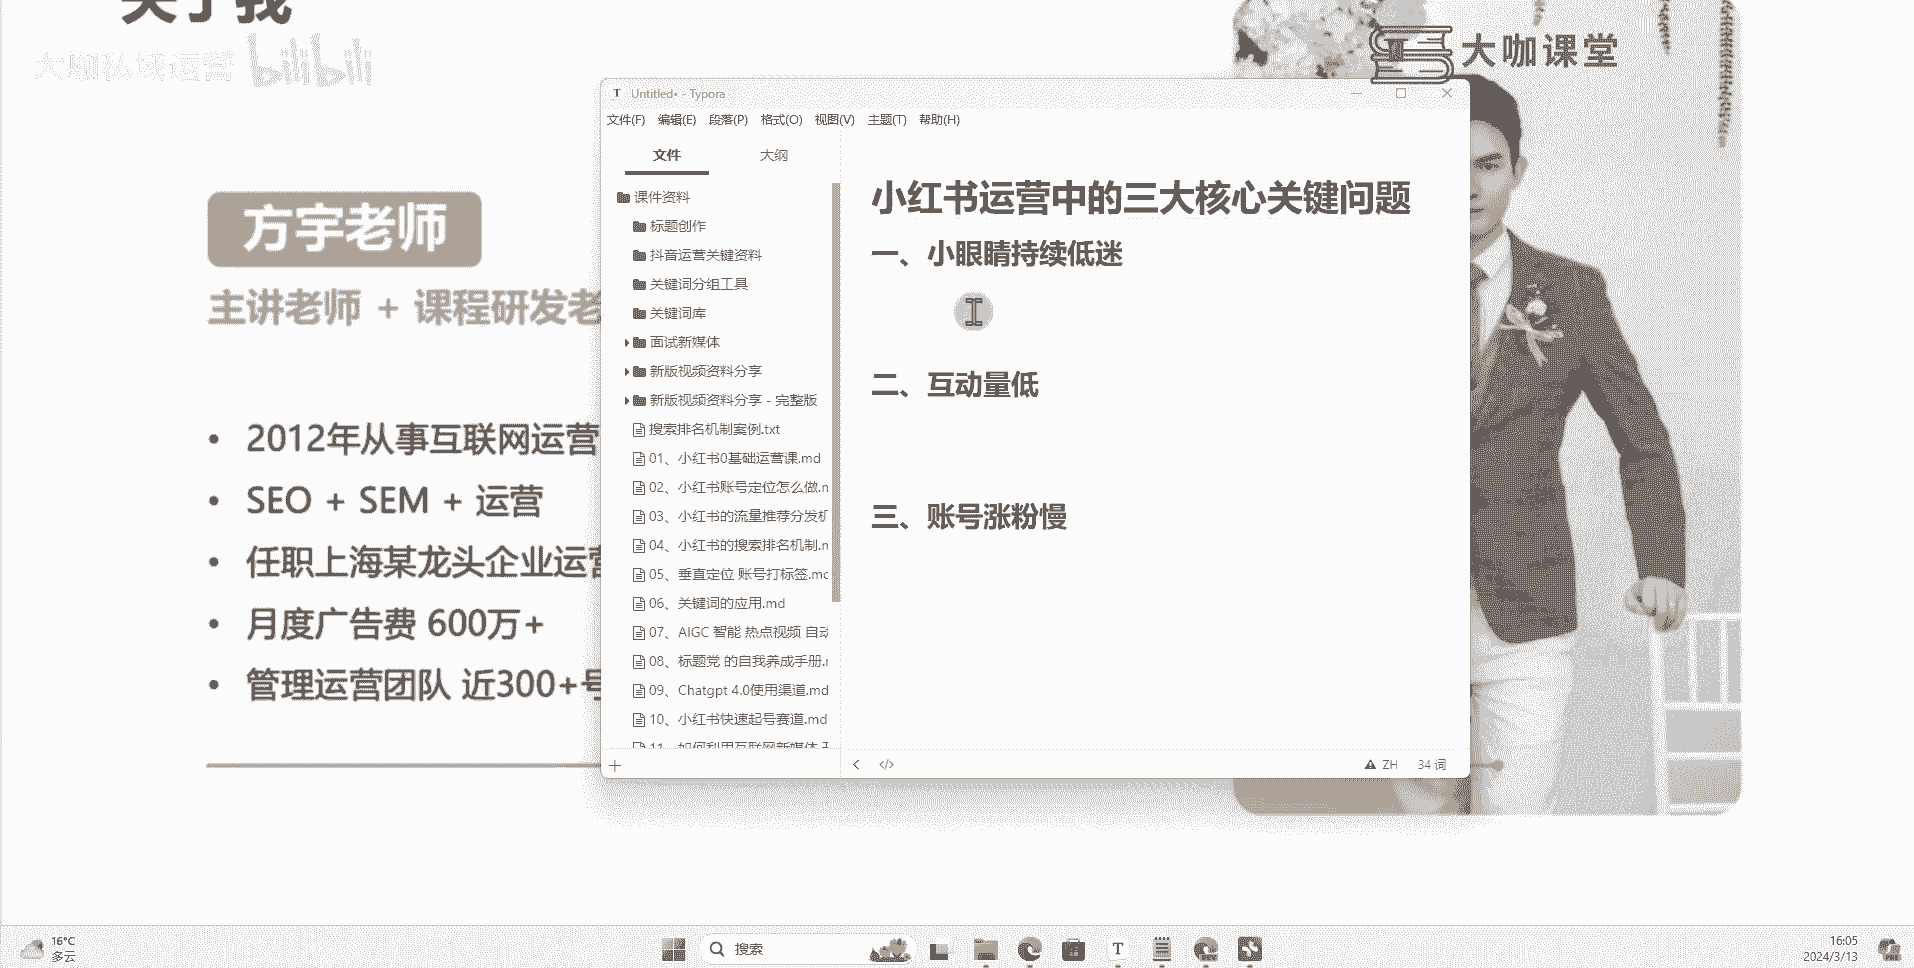 关于我
大咖私域运营 bilibili
大咖课堂
方宇老师
主讲老师 + 课程研发老
2012年从事互联网运营
SEO + SEM + 运营
任职上海某龙头企业运营
月度广告费 600万+
管理运营团队 近300+号
Untitled• - Typora
文件(F) 编辑(E) 段落(P) 格式(O) 视图(V) 主题(T) 帮助(H)
文件 大纲
课件资料
标题创作
抖音运营关键资料
关键词分组工具
关键词库
面试新媒体
新版视频资料分享
新版视频资料分享 - 完整版
搜索排名机制案例.txt
01、小红书0基础运营课.md
02、小红书账号定位怎么做.m
03、小红书的流量推荐分发机
04、小红书的搜索排名机制.m
05、垂直定位 账号打标签.md
06、关键词的应用.md
07、AIGC 智能 热点视频 自动
08、标题党 的自我养成手册.m
09、Chatgpt 4.0使用渠道.md
10、小红书快速起号赛道.md
11、如何利用互联网新媒体
小红书运营中的三大核心关键问题
一、小眼睛持续低迷
二、互动量低
三、账号涨粉慢
ZH 34 词
16°C
多云
搜索
T
DEV
16:05
2024/3/13
PRE